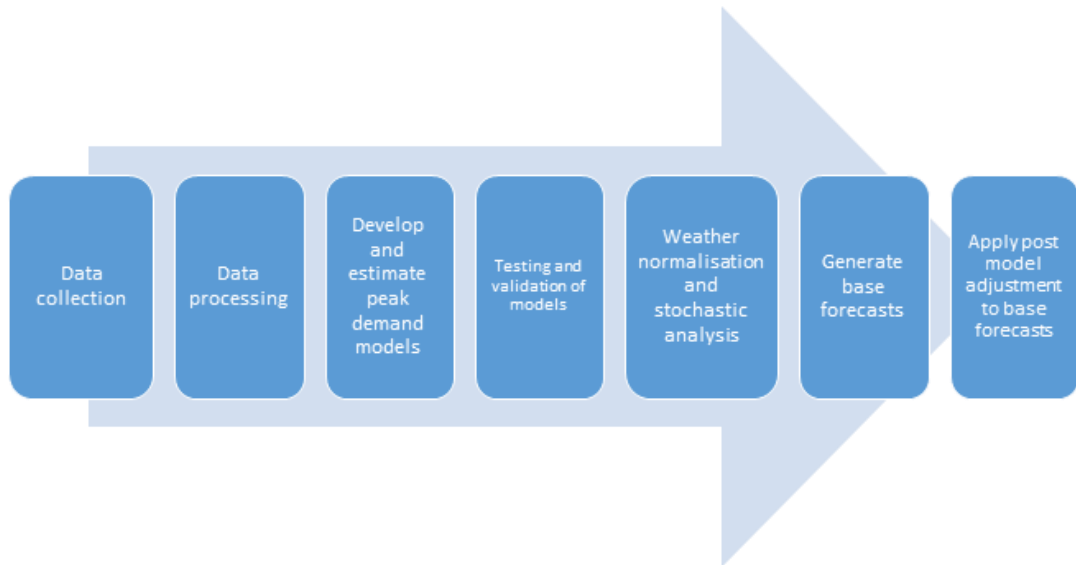 Data
collection
Data
processing
Develop
and
estimate
peak
demand
models
Testing and
validation of
models
Weather
normalisation
and
stochastic
analysis
Generate
base
forecasts
Apply post
model
adjustment
to base
forecasts